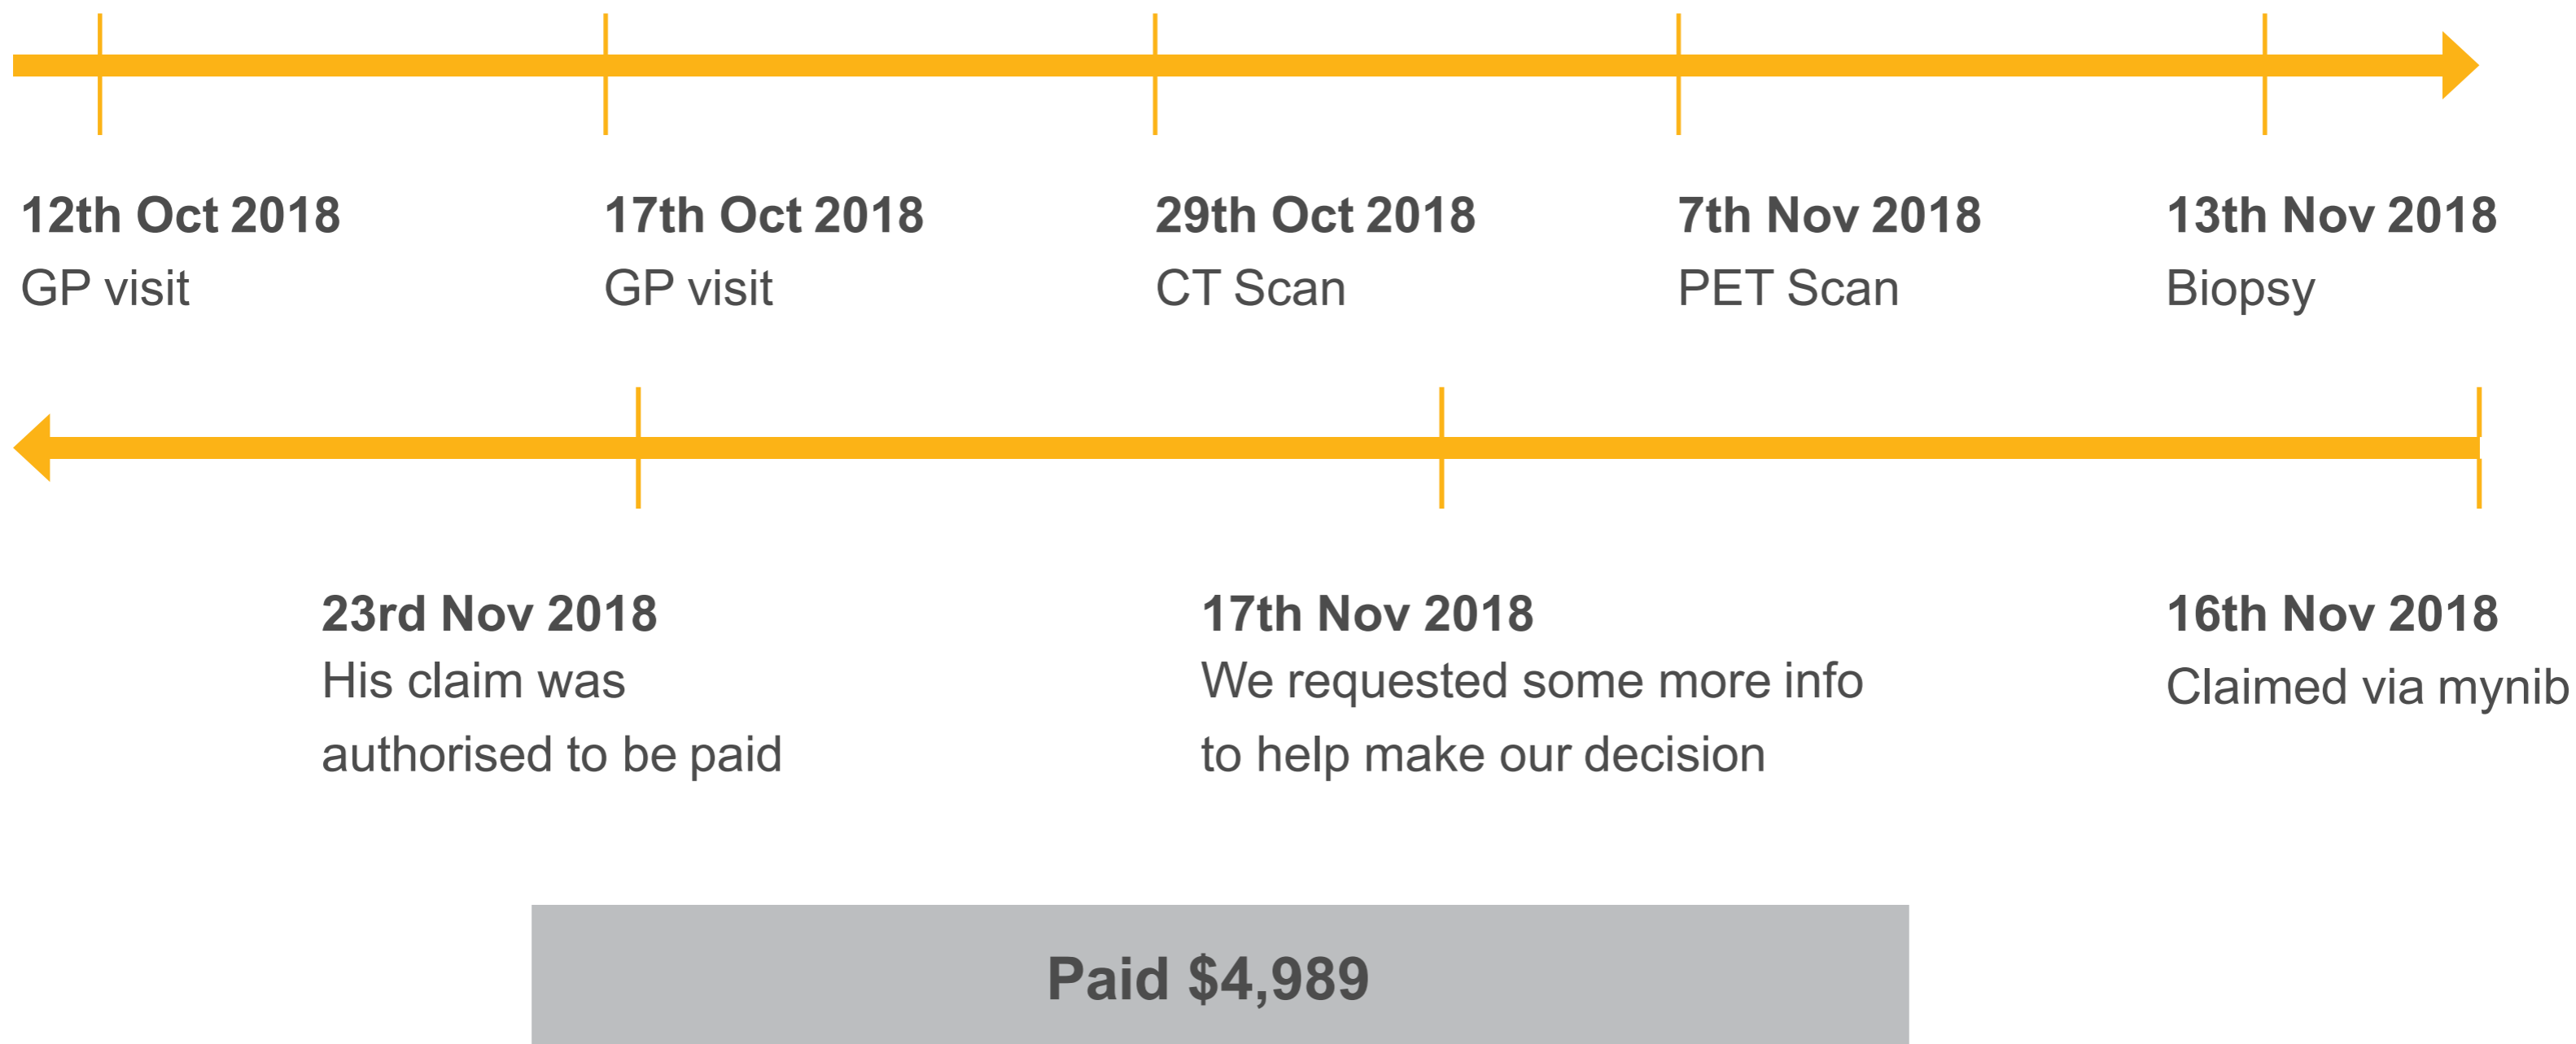 12th Oct 2018
GP visit
17th Oct 2018
GP visit
29th Oct 2018
CT Scan
7th Nov 2018
PET Scan
13th Nov 2018
Biopsy
23rd Nov 2018
His claim was
authorised to be paid
17th Nov 2018
We requested some more info
to help make our decision
16th Nov 2018
Claimed via mynib
Paid $4,989